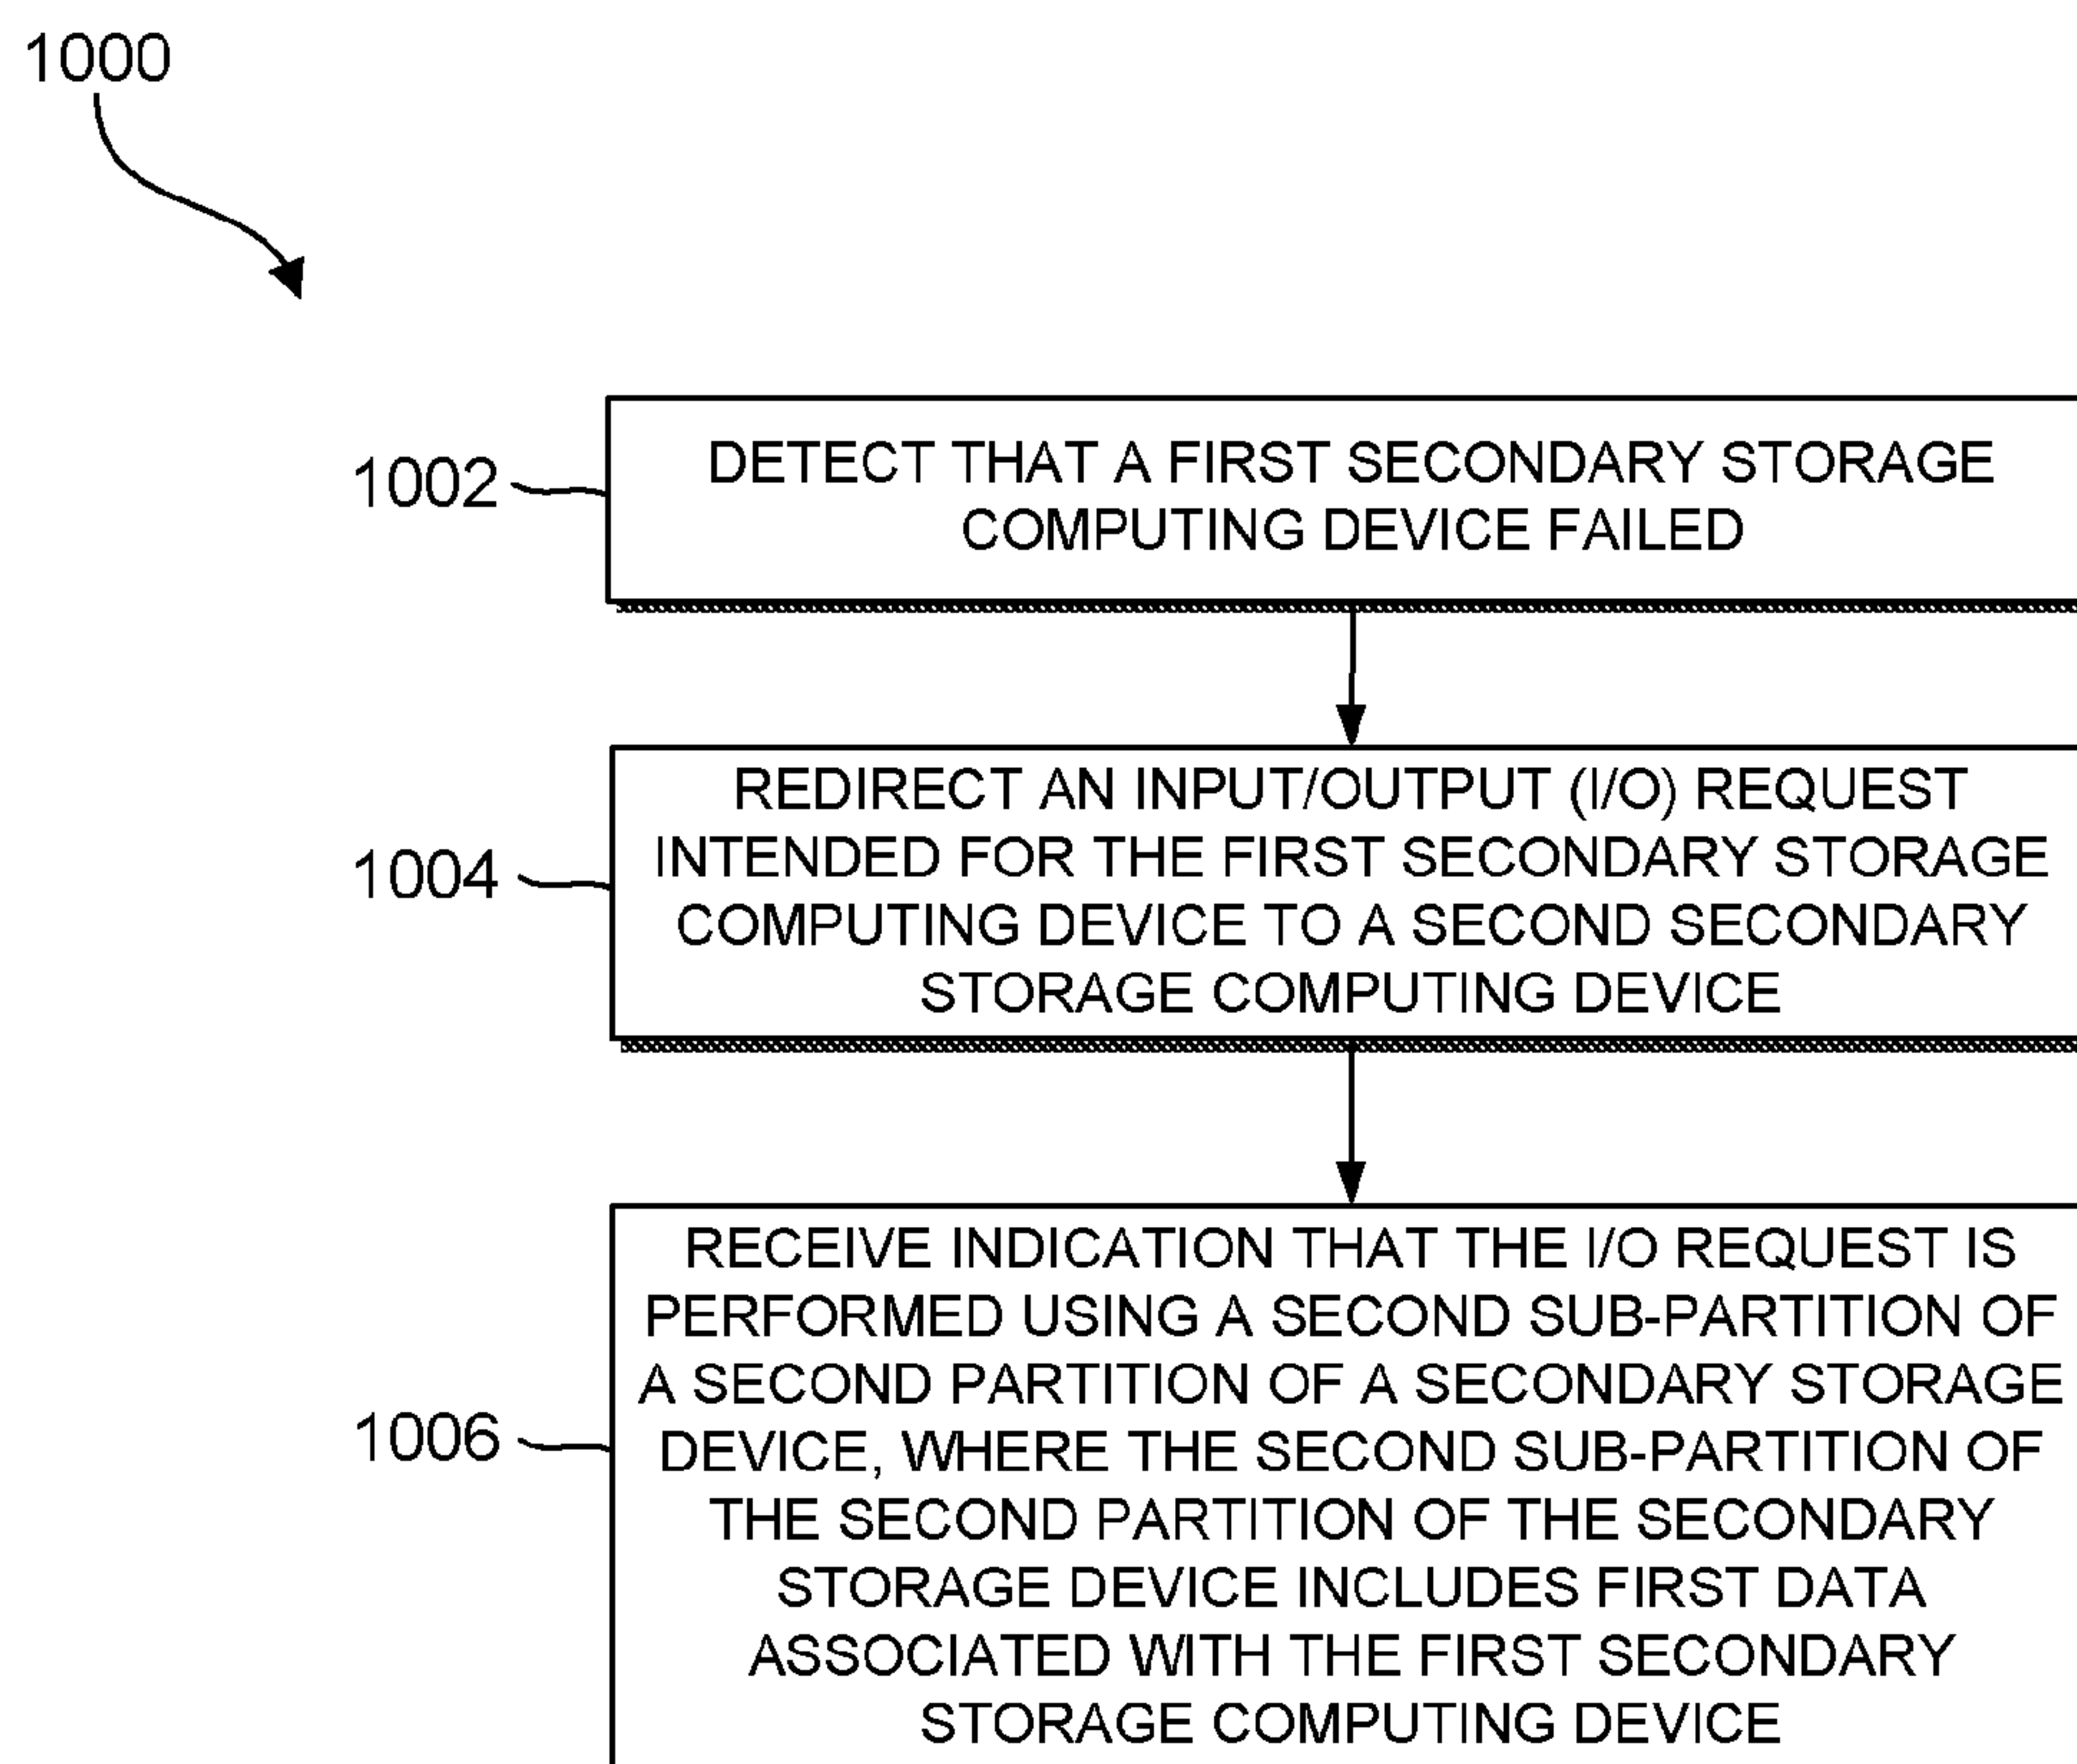 1000
1002
DETECT THAT A FIRST SECONDARY STORAGE
COMPUTING DEVICE FAILED
1004
REDIRECT AN INPUT/OUTPUT (I/O) REQUEST
INTENDED FOR THE FIRST SECONDARY STORAGE
COMPUTING DEVICE TO A SECOND SECONDARY
STORAGE COMPUTING DEVICE
1006
RECEIVE INDICATION THAT THE I/O REQUEST IS
PERFORMED USING A SECOND SUB-PARTITION OF
A SECOND PARTITION OF A SECONDARY STORAGE
DEVICE, WHERE THE SECOND SUB-PARTITION OF
THE SECOND PARTITION OF THE SECONDARY
STORAGE DEVICE INCLUDES FIRST DATA
ASSOCIATED WITH THE FIRST SECONDARY
STORAGE COMPUTING DEVICE